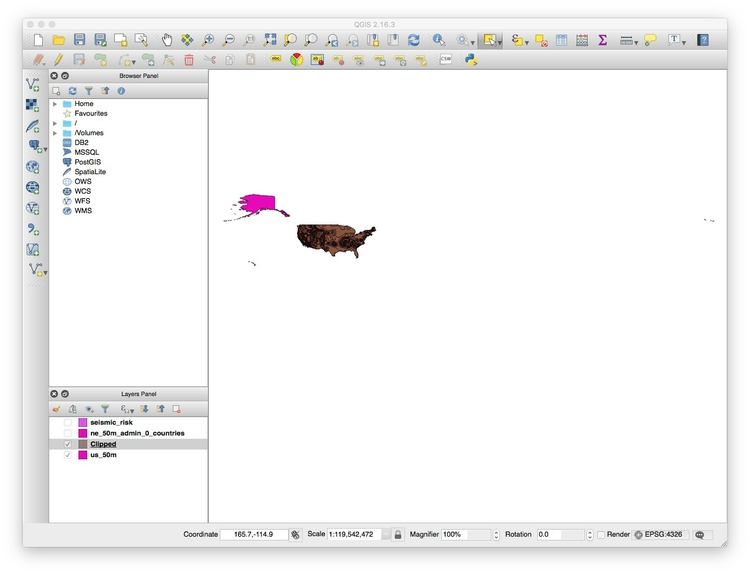 QGIS 2.16.3
Browser Panel
Home
Favourites
/
/Volumes
DB2
MSSQL
PostGIS
SpatiaLite
OWS
WCS
WFS
WMS
Layers Panel
seismic_risk
ne_50m_admin_0_countries
Clipped
us_50m
Coordinate 165.7,-114.9 Scale 1:119,542,472 Magnifier 100% Rotation 0.0 Render EPSG:4326